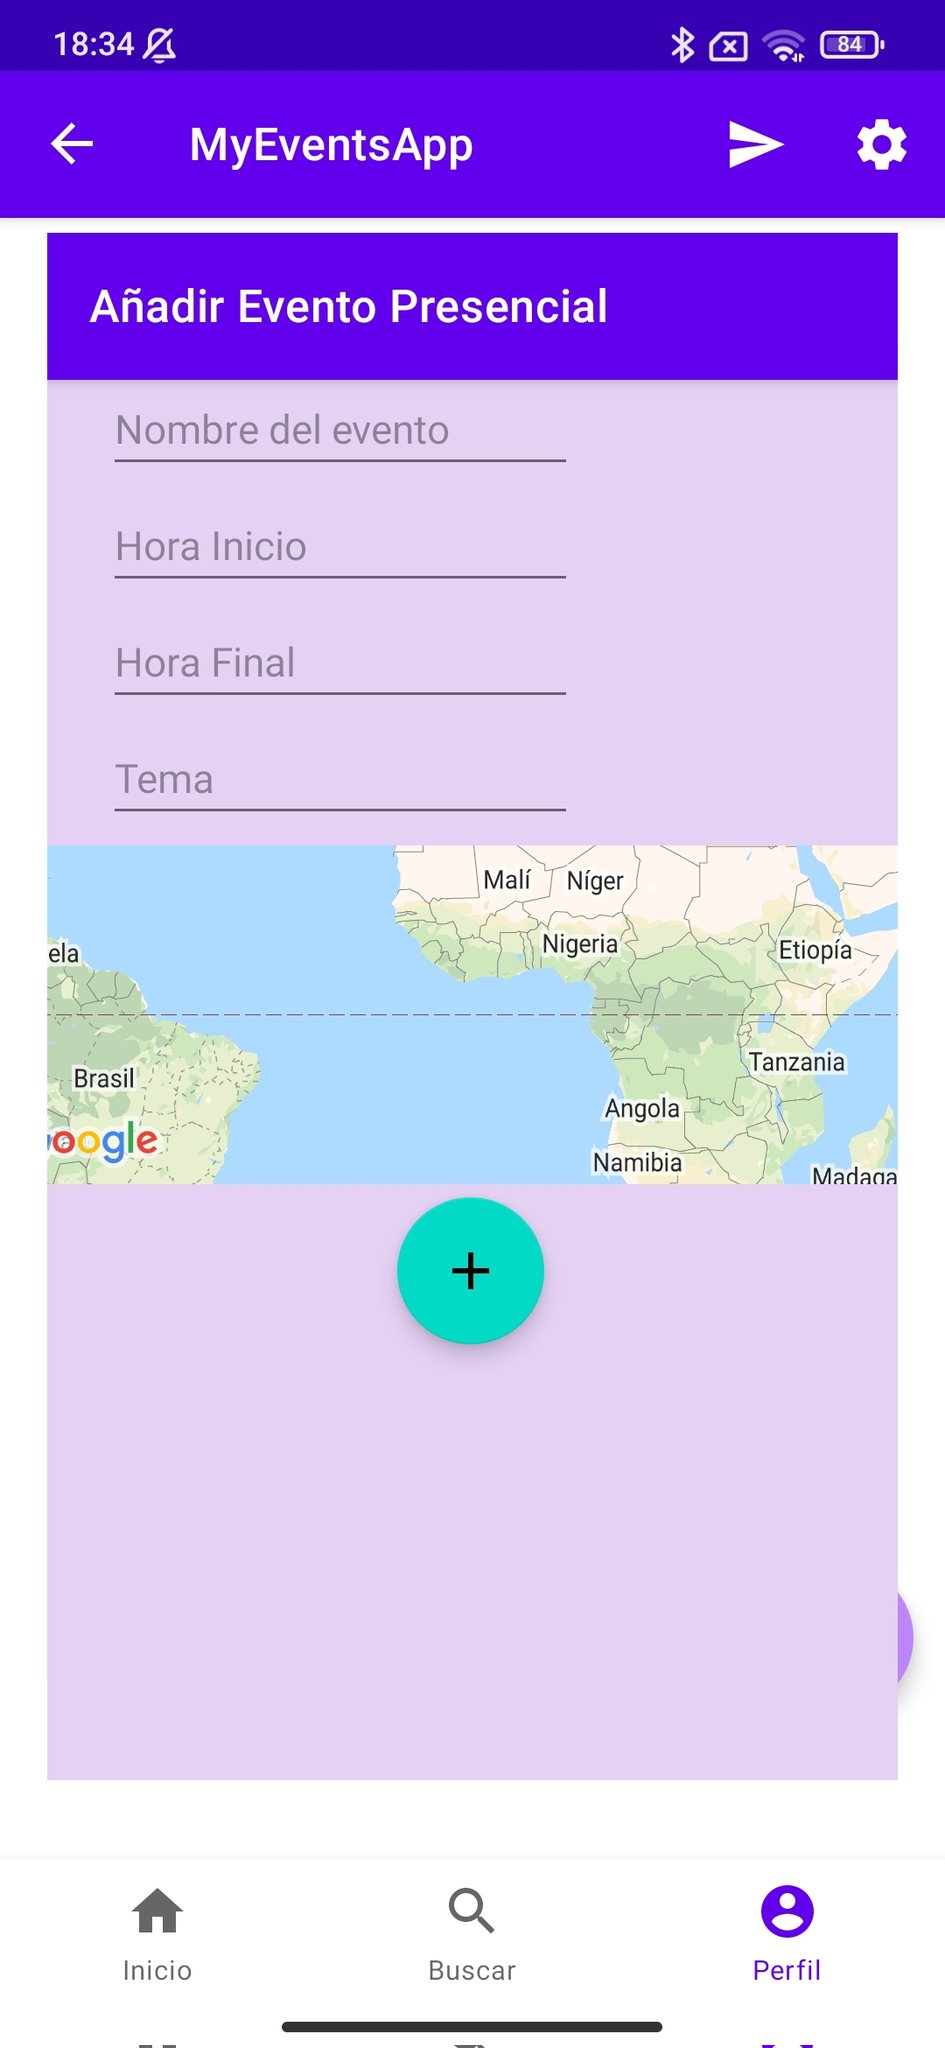 18:34
84
MyEventsApp
Añadir Evento Presencial
Nombre del evento
Hora Inicio
Hora Final
Tema
Malí Níger
Nigeria Etiopía
ela
Tanzania
Brasil
Angola
oogle
Namibia
Madaga
Inicio Buscar Perfil